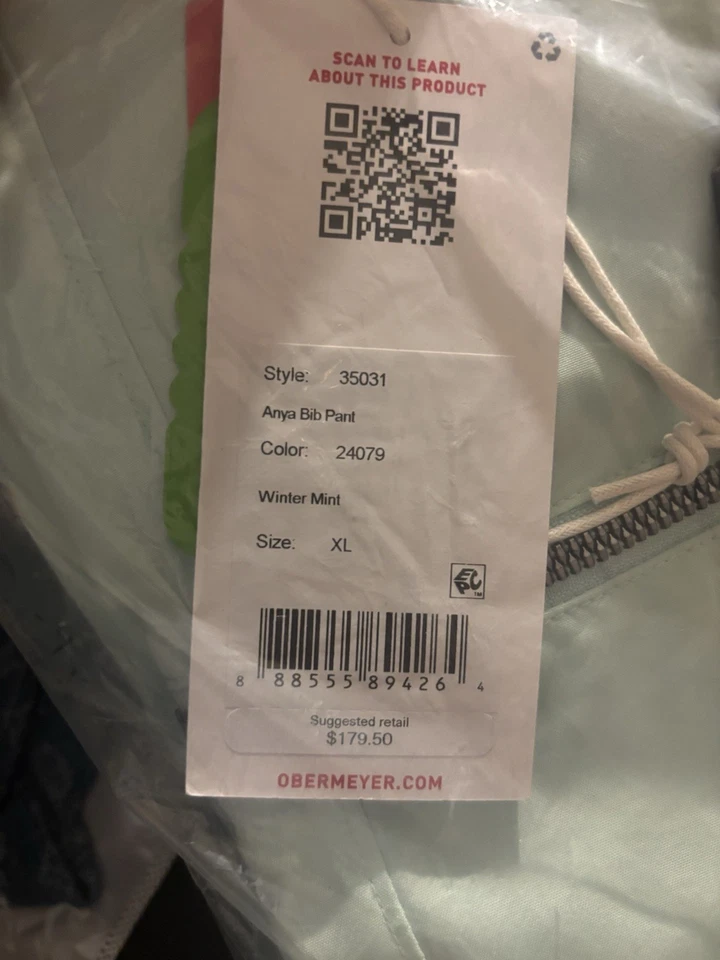 SCAN TO LEARN
ABOUT THIS PRODUCT
Style: 35031
Anya Bib Pant
Color: 24079
Winter Mint
Size: XL
EPC™
8 88555 89426 4
Suggested retail
$179.50
OBERMEYER.COM